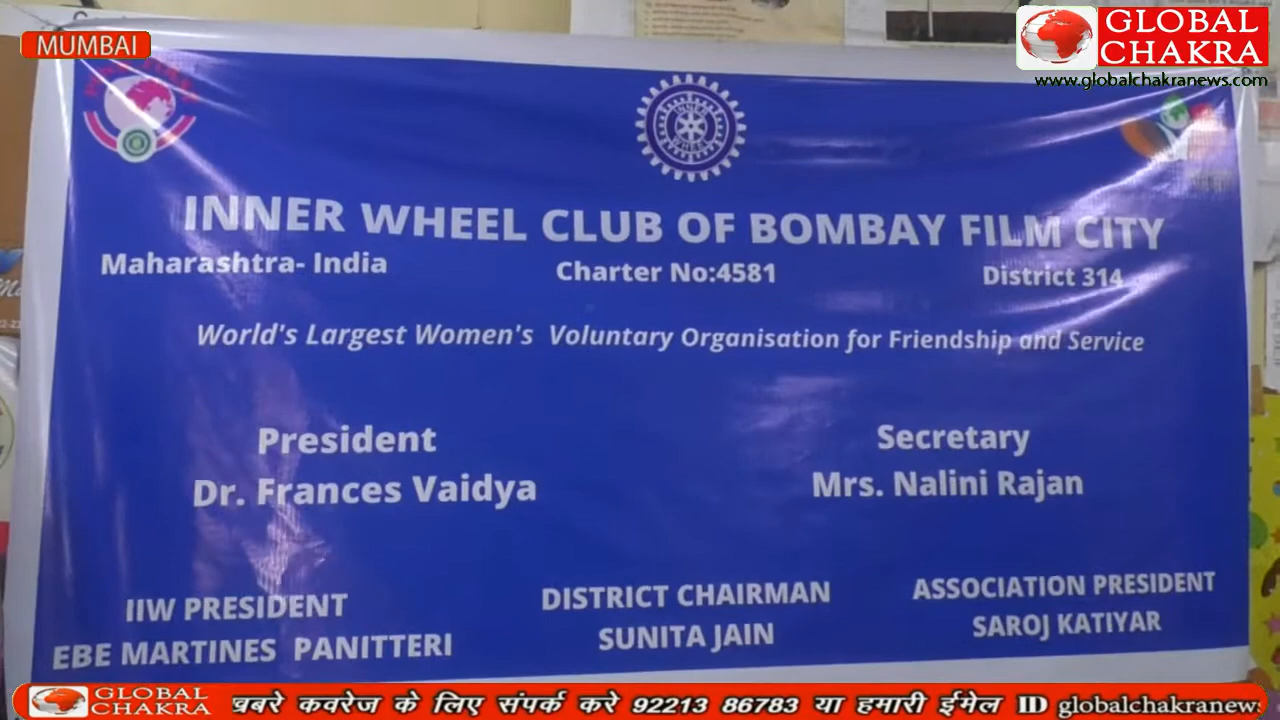 MUMBAI
GLOBAL
CHAKRA
www.globalchakranews.com
INNER
WHEEL
INNER WHEEL CLUB OF BOMBAY FILM CITY
Maharashtra- India
Charter No:4581
District 314
World's Largest Women's Voluntary Organisation for Friendship and Service
President
Dr. Frances Vaidya
Secretary
Mrs. Nalini Rajan
IIW PRESIDENT
EBE MARTINES PANITTERI
DISTRICT CHAIRMAN
SUNITA JAIN
ASSOCIATION PRESIDENT
SAROJ KATIYAR
GLOBAL
CHAKRA
ख़बरे कवरेज के लिए संपर्क करे 92213 86783 या हमारी ईमेल ID globalchakranews